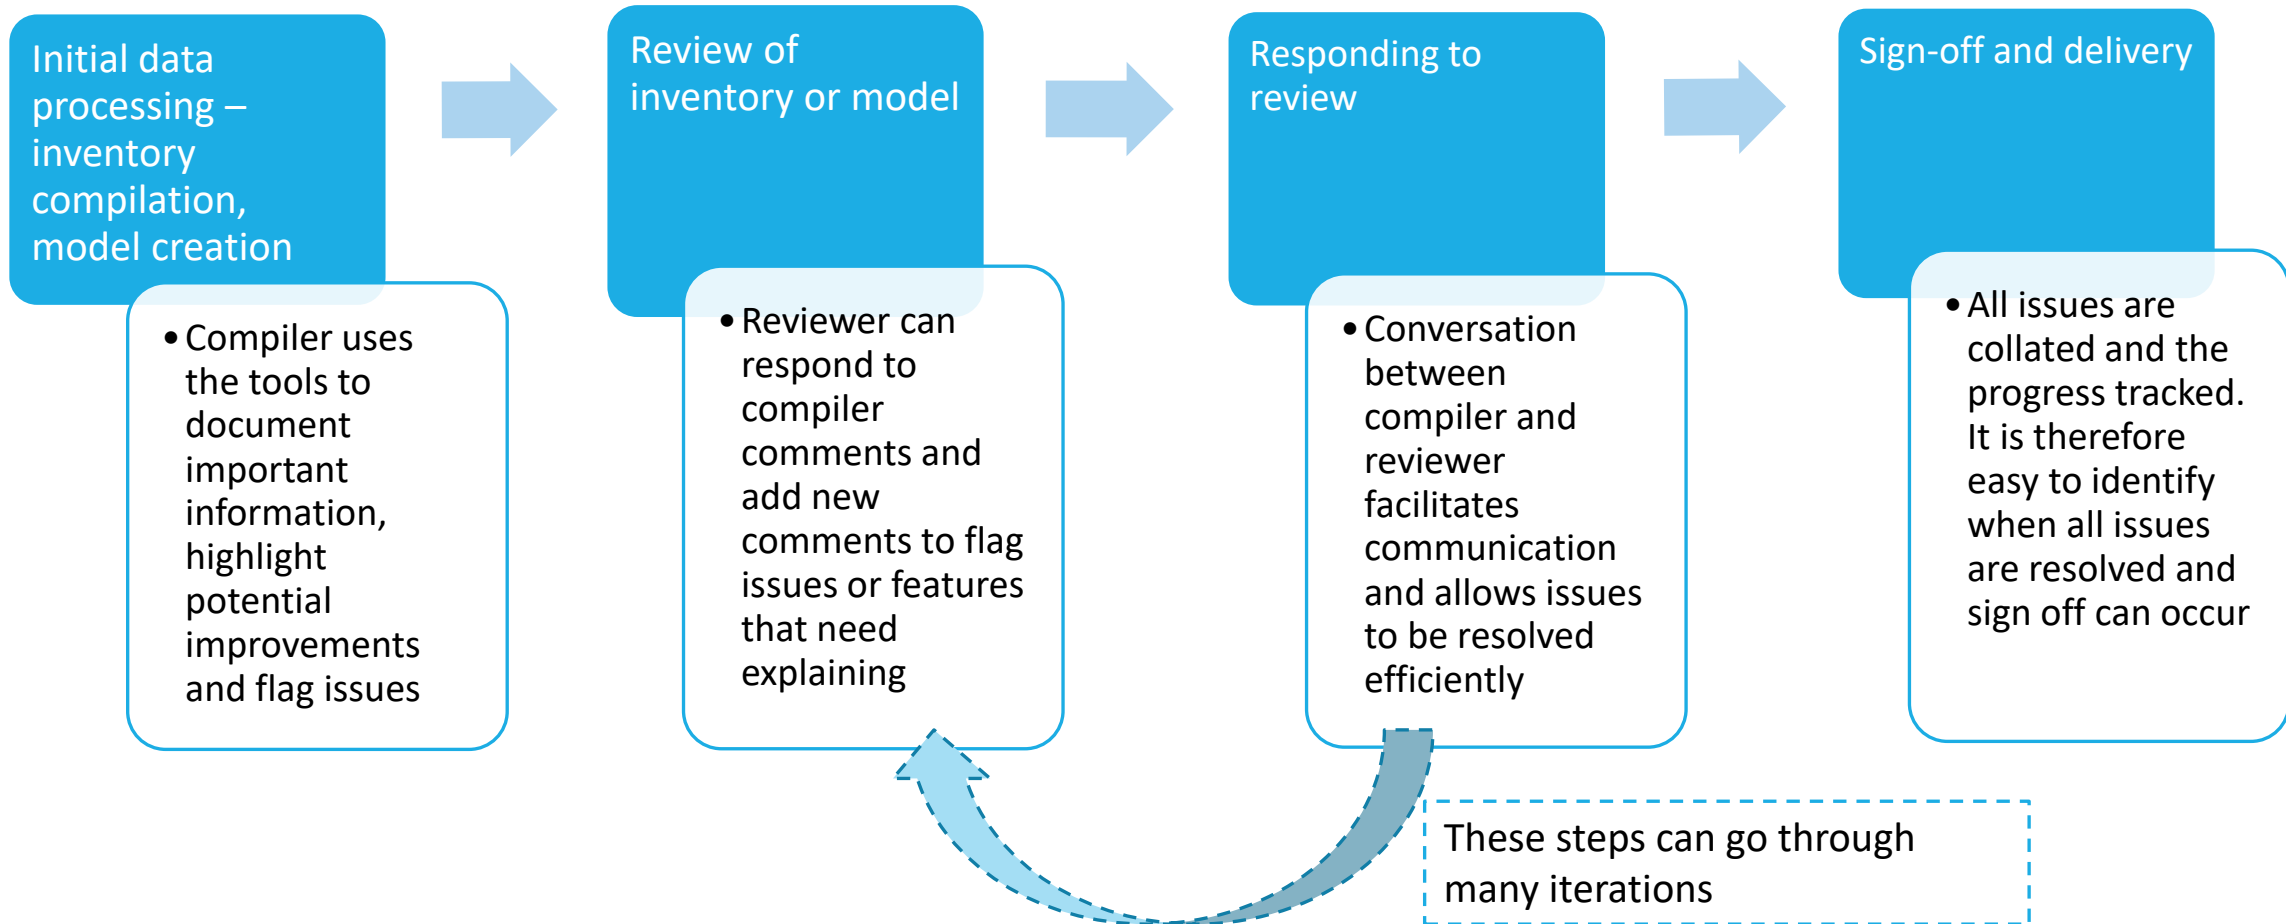 Initial data
processing –
inventory
compilation,
model creation
• Compiler uses
the tools to
document
important
information,
highlight
potential
improvements
and flag issues
Review of
inventory or model
• Reviewer can
respond to
compiler
comments and
add new
comments to flag
issues or features
that need
explaining
Responding to
review
• Conversation
between
compiler and
reviewer
facilitates
communication
and allows issues
to be resolved
efficiently
Sign-off and delivery
• All issues are
collated and the
progress tracked.
It is therefore
easy to identify
when all issues
are resolved and
sign off can occur
These steps can go through
many iterations